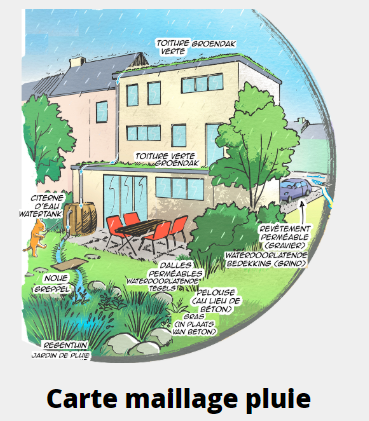 TOITURE GROENDAK
VERTE
TOITURE VERTE
GROENDAK
CITERNE
D'EAU
WATERTANK
REVÊTEMENT
PERMÉABLE
(GRAVIER)
WATERDOORLATENDE
BEDEKKING (GRIND)
DALLES
PERMÉABLES
WATERDOORLATENDE
TEGELS
NOUE
GREPPEL
PELOUSE
(AU LIEU DE
BÉTON)
GRAS
(IN PLAATS
VAN BETON)
JARDIN DE PLUIE
Carte maillage pluie